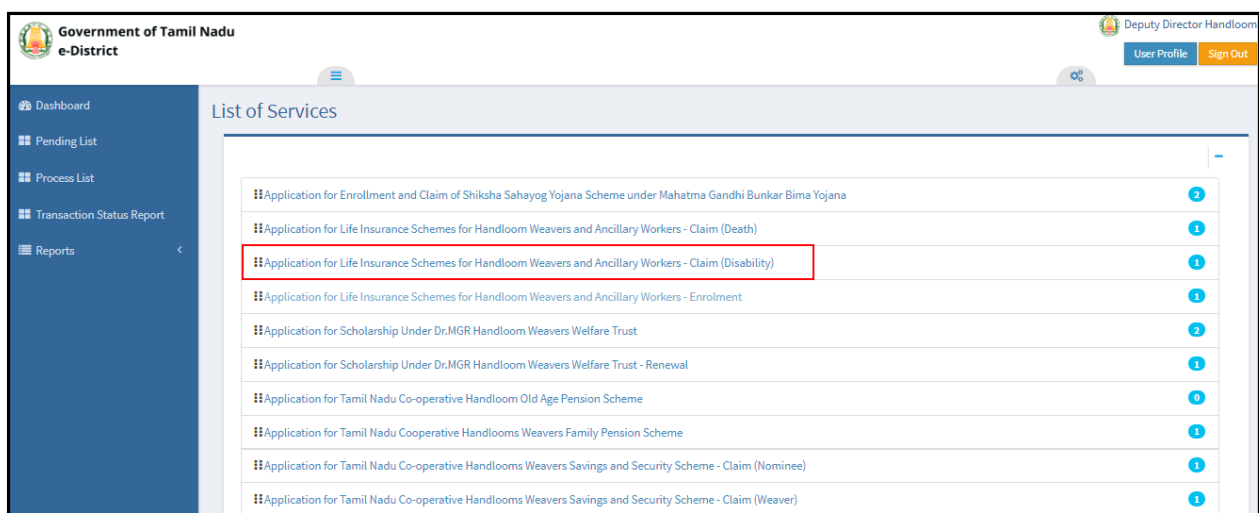 Government of Tamil Nadu
e-District
Deputy Director Handloom
User Profile
Sign Out
Dashboard
Pending List
Process List
Transaction Status Report
Reports
List of Services
Application for Enrollment and Claim of Shiksha Sahayog Yojana Scheme under Mahatma Gandhi Bunkar Bima Yojana 2
Application for Life Insurance Schemes for Handloom Weavers and Ancillary Workers - Claim (Death) 1
Application for Life Insurance Schemes for Handloom Weavers and Ancillary Workers - Claim (Disability) 1
Application for Life Insurance Schemes for Handloom Weavers and Ancillary Workers - Enrolment 1
Application for Scholarship Under Dr.MGR Handloom Weavers Welfare Trust 2
Application for Scholarship Under Dr.MGR Handloom Weavers Welfare Trust - Renewal 1
Application for Tamil Nadu Co-operative Handloom Old Age Pension Scheme 0
Application for Tamil Nadu Cooperative Handlooms Weavers Family Pension Scheme 1
Application for Tamil Nadu Co-operative Handlooms Weavers Savings and Security Scheme - Claim (Nominee) 1
Application for Tamil Nadu Co-operative Handlooms Weavers Savings and Security Scheme - Claim (Weaver) 1